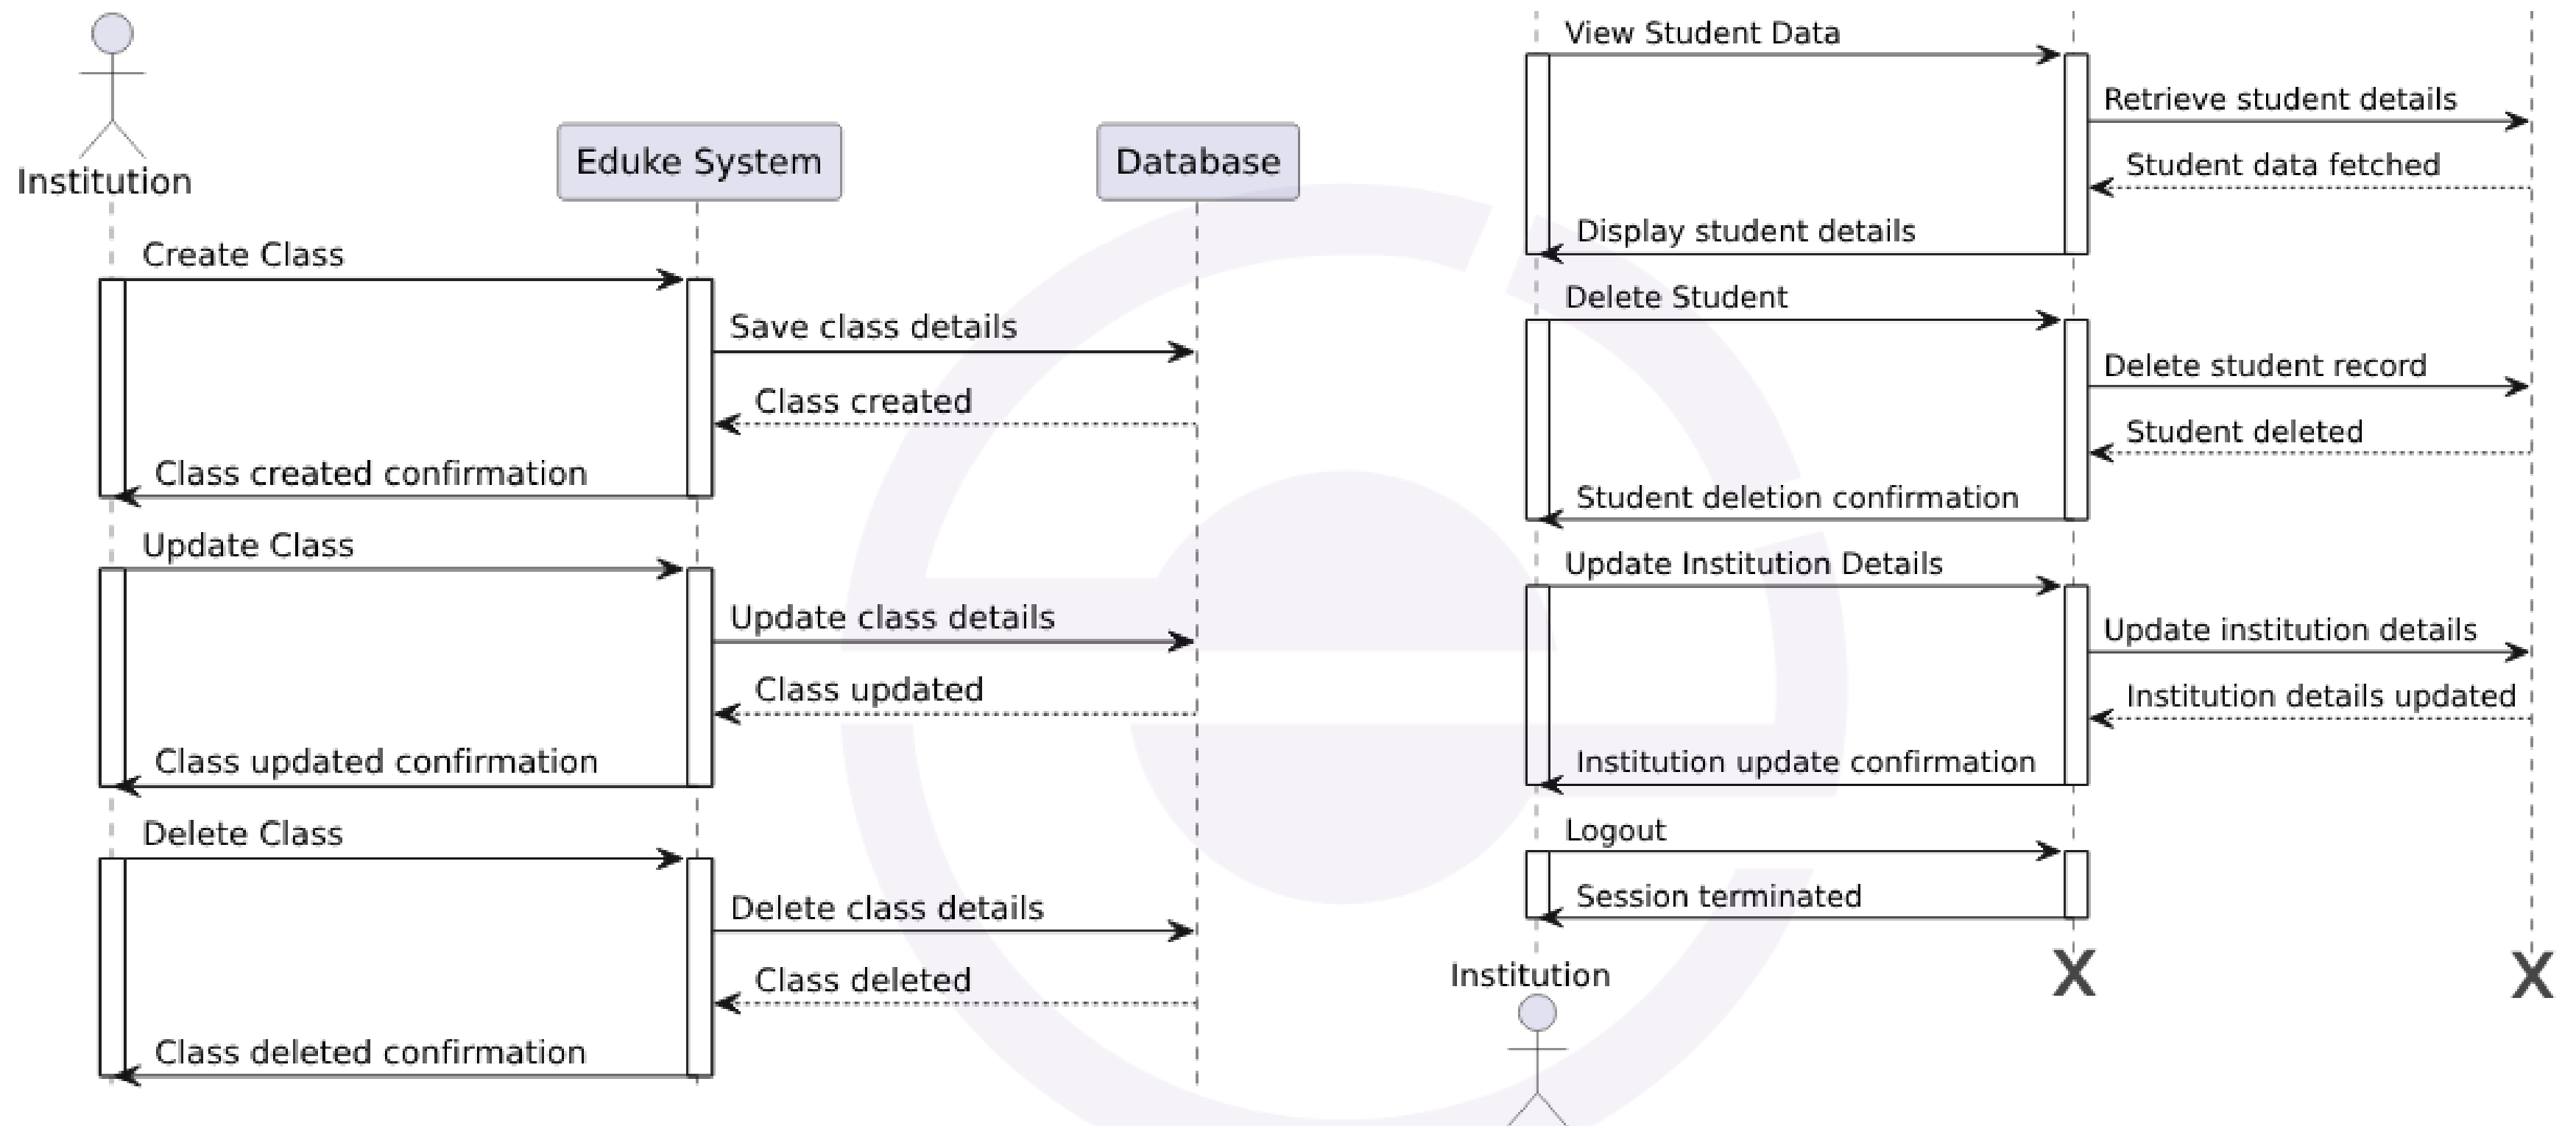 Institution
Eduke System
Database
Create Class
Save class details
Class created
Class created confirmation
Update Class
Update class details
Class updated
Class updated confirmation
Delete Class
Delete class details
Class deleted
Class deleted confirmation
View Student Data
Retrieve student details
Student data fetched
Display student details
Delete Student
Delete student record
Student deleted
Student deletion confirmation
Update Institution Details
Update institution details
Institution details updated
Institution update confirmation
Logout
Session terminated
Institution